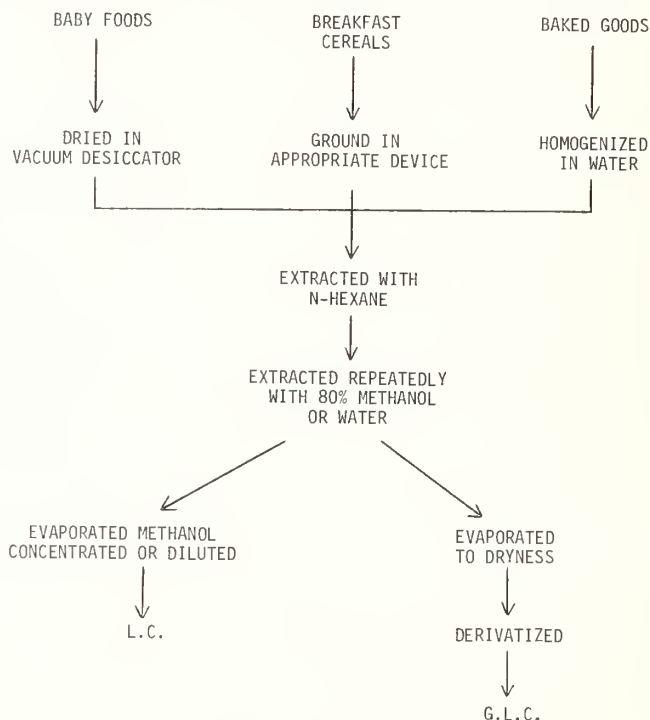 BABY FOODS
BREAKFAST
CEREALS
BAKED GOODS
DRIED IN
VACUUM DESICCATOR
GROUND IN
APPROPRIATE DEVICE
HOMOGENIZED
IN WATER
EXTRACTED WITH
N-HEXANE
EXTRACTED REPEATEDLY
WITH 80% METHANOL
OR WATER
EVAPORATED METHANOL
CONCENTRATED OR DILUTED
L.C.
EVAPORATED
TO DRYNESS
DERIVATIZED
G.L.C.